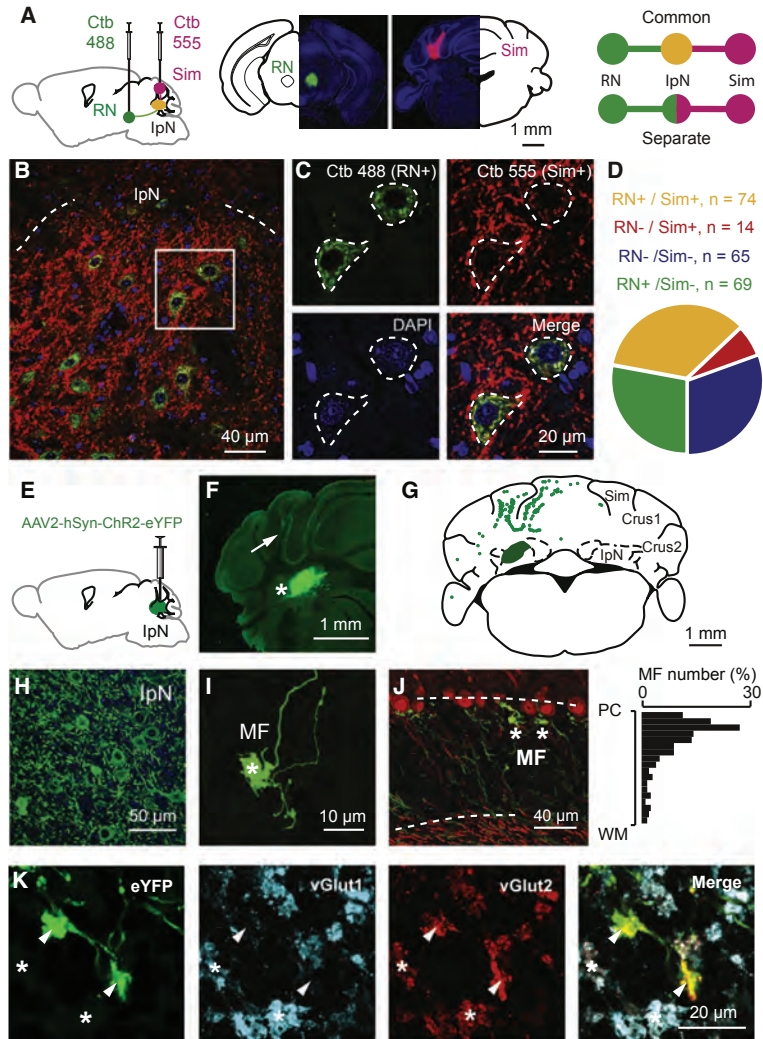 A
Ctb
488
Ctb
555
Sim
RN
IpN
RN
Sim
1 mm
Common
RN IpN Sim
Separate
B
IpN
40 µm
C
Ctb 488 (RN+)
Ctb 555 (Sim+)
DAPI
Merge
20 µm
D
RN+ / Sim+, n = 74
RN- / Sim+, n = 14
RN- /Sim-, n = 65
RN+ /Sim-, n = 69
E
AAV2-hSyn-ChR2-eYFP
IpN
F
*
1 mm
G
Sim
Crus1
Crus2
IpN
1 mm
H
IpN
50 µm
I
MF
*
10 µm
J
* *
MF
40 µm
MF number (%)
0 30
PC
WM
K
eYFP
*
*
vGlut1
*
*
vGlut2
*
*
Merge
*
*
20 µm